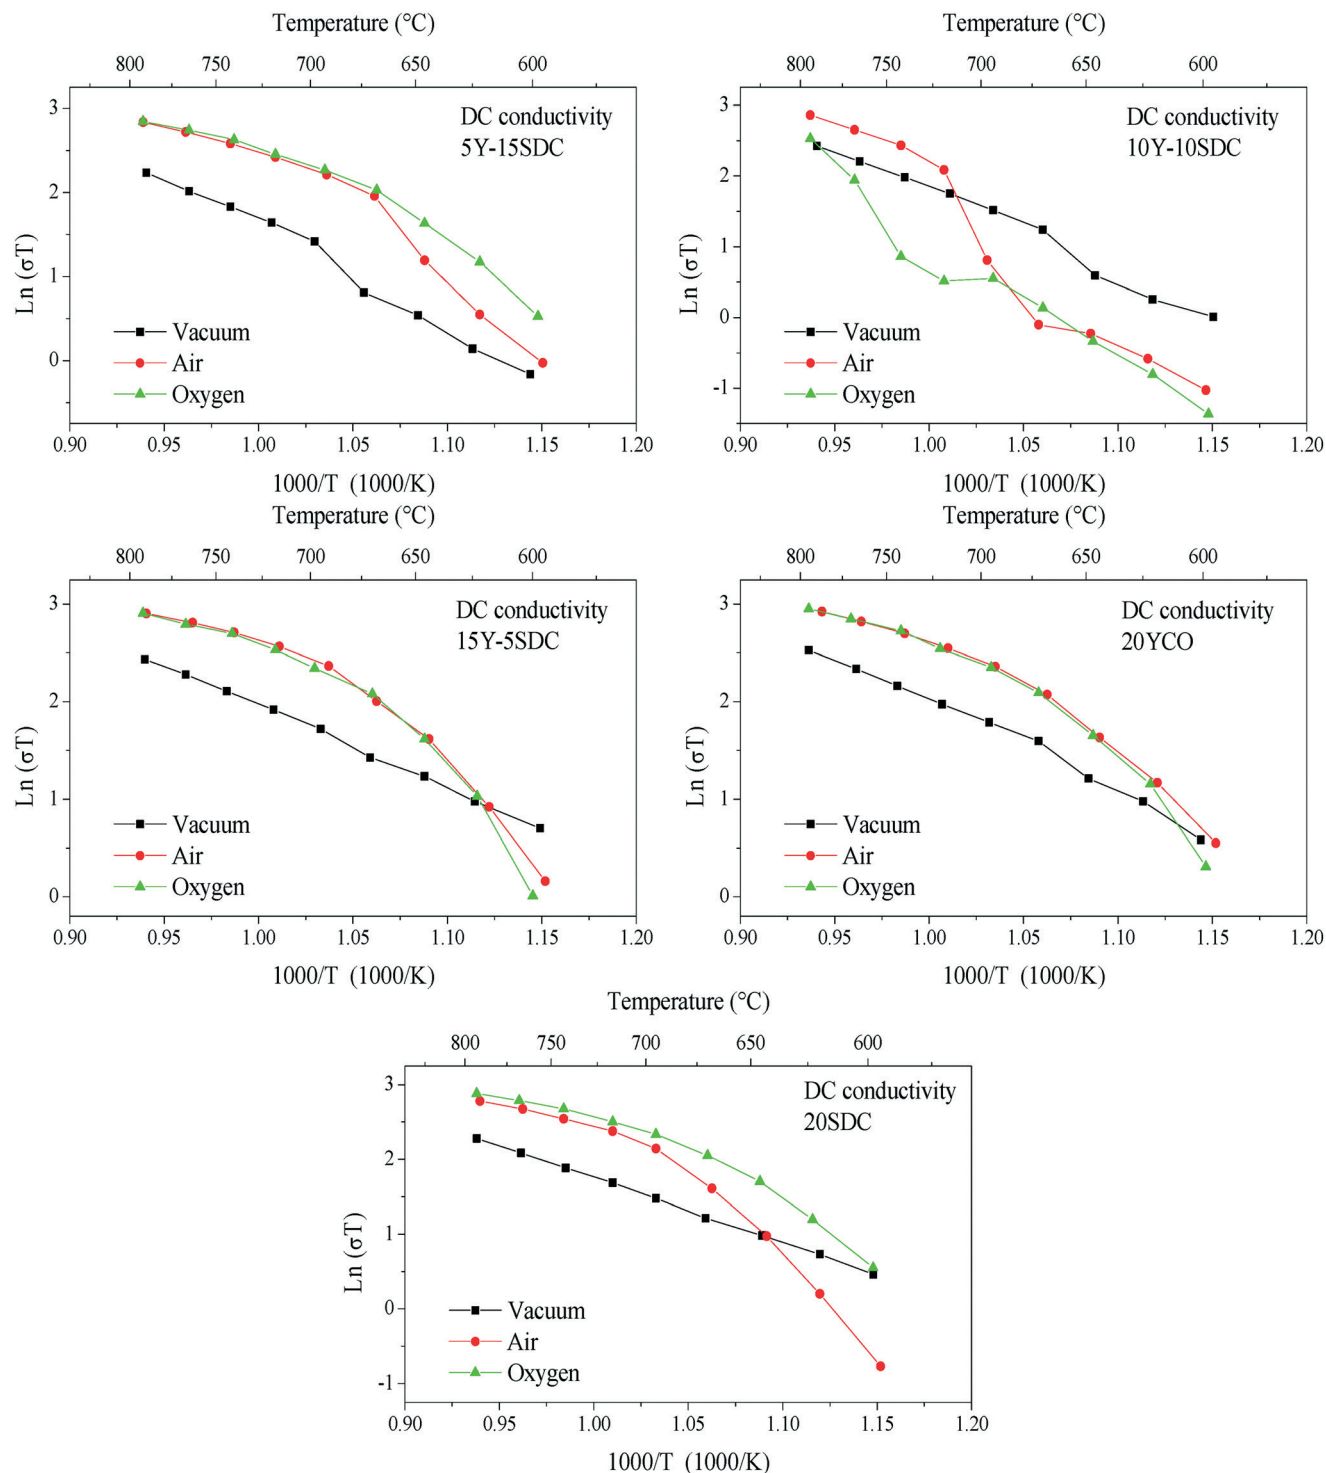 Temperature (°C)
800 750 700 650 600
3
2
1
0
Ln (σT)
DC conductivity
5Y-15SDC
Vacuum
Air
Oxygen
0.90 0.95 1.00 1.05 1.10 1.15 1.20
1000/T (1000/K)
Temperature (°C)
800 750 700 650 600
3
2
1
0
-1
Ln (σT)
DC conductivity
10Y-10SDC
Vacuum
Air
Oxygen
0.90 0.95 1.00 1.05 1.10 1.15 1.20
1000/T (1000/K)
Temperature (°C)
800 750 700 650 600
3
2
1
0
Ln (σT)
DC conductivity
15Y-5SDC
Vacuum
Air
Oxygen
0.90 0.95 1.00 1.05 1.10 1.15 1.20
1000/T (1000/K)
Temperature (°C)
800 750 700 650 600
3
2
1
0
Ln (σT)
DC conductivity
20YCO
Vacuum
Air
Oxygen
0.90 0.95 1.00 1.05 1.10 1.15 1.20
1000/T (1000/K)
Temperature (°C)
800 750 700 650 600
3
2
1
0
-1
Ln (σT)
DC conductivity
20SDC
Vacuum
Air
Oxygen
0.90 0.95 1.00 1.05 1.10 1.15 1.20
1000/T (1000/K)